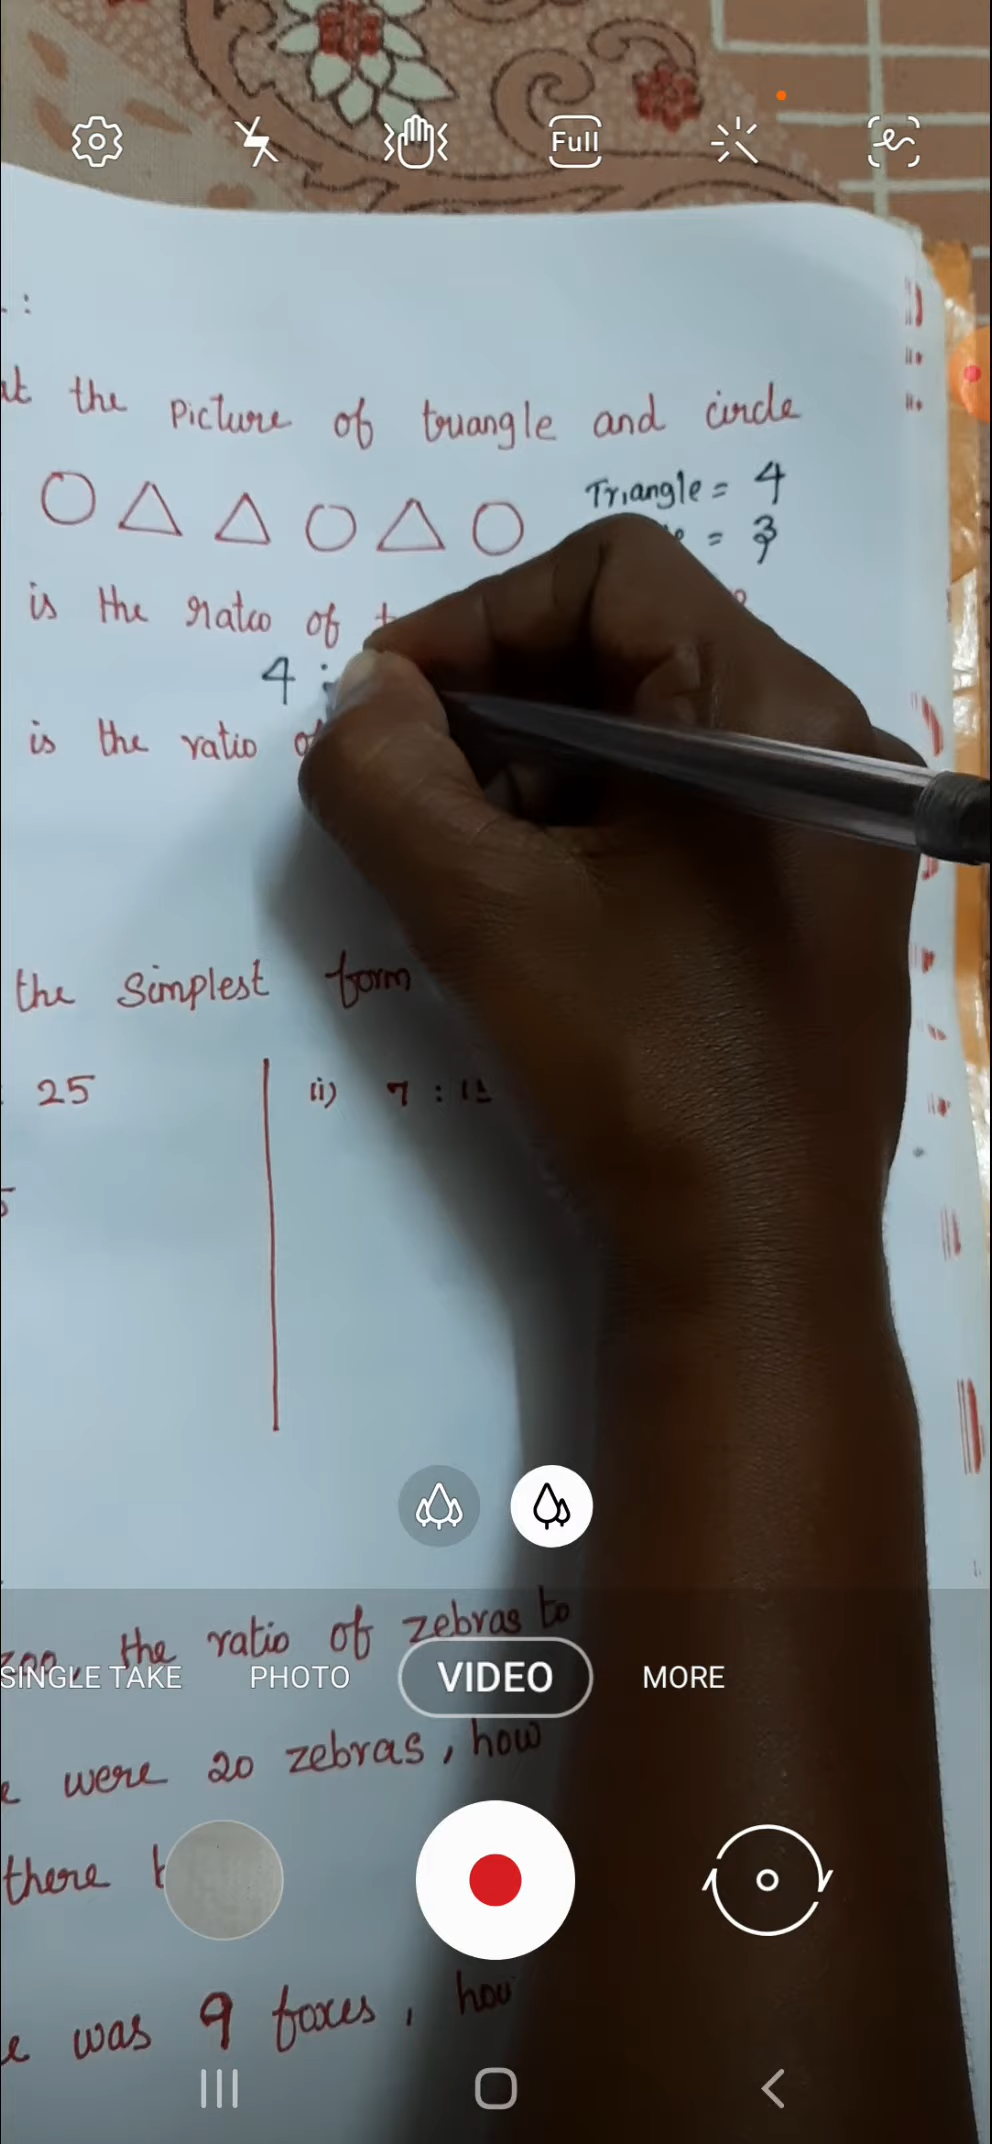 Full
:
the picture of triangle and circle
Triangle = 4
= 3
is the ratio of
4 :
is the ratio
the Simplest form
25
(ii) 7 :
the ratio of zebras to
SINGLE TAKE PHOTO VIDEO MORE
were 20 zebras, how
there
was 9 foxes,